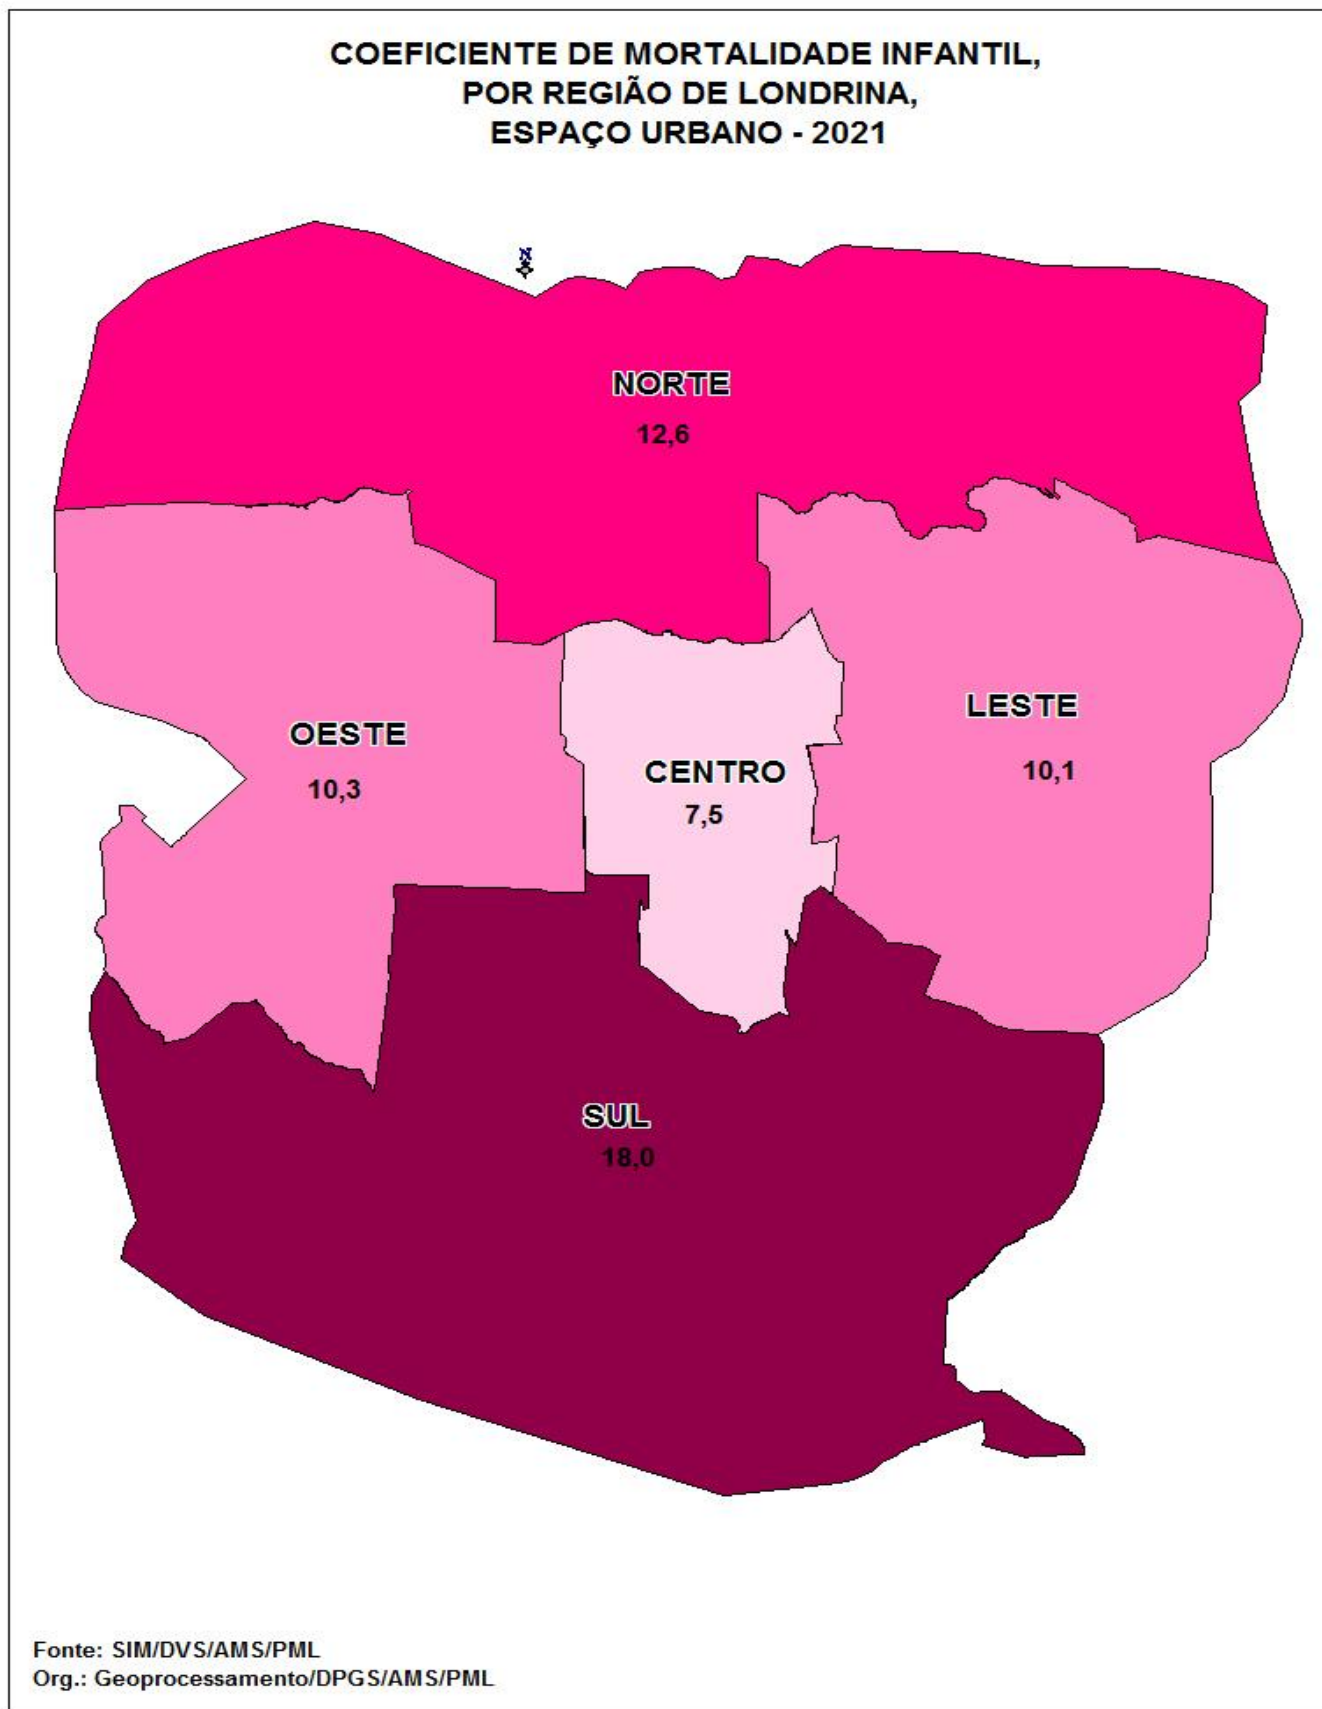 COEFICIENTE DE MORTALIDADE INFANTIL,
POR REGIÃO DE LONDRINA,
ESPAÇO URBANO - 2021
N
NORTE
12,6
OESTE
10,3
CENTRO
7,5
LESTE
10,1
SUL
18,0
Fonte: SIM/DVS/AMS/PML
Org.: Geoprocessamento/DPGS/AMS/PML